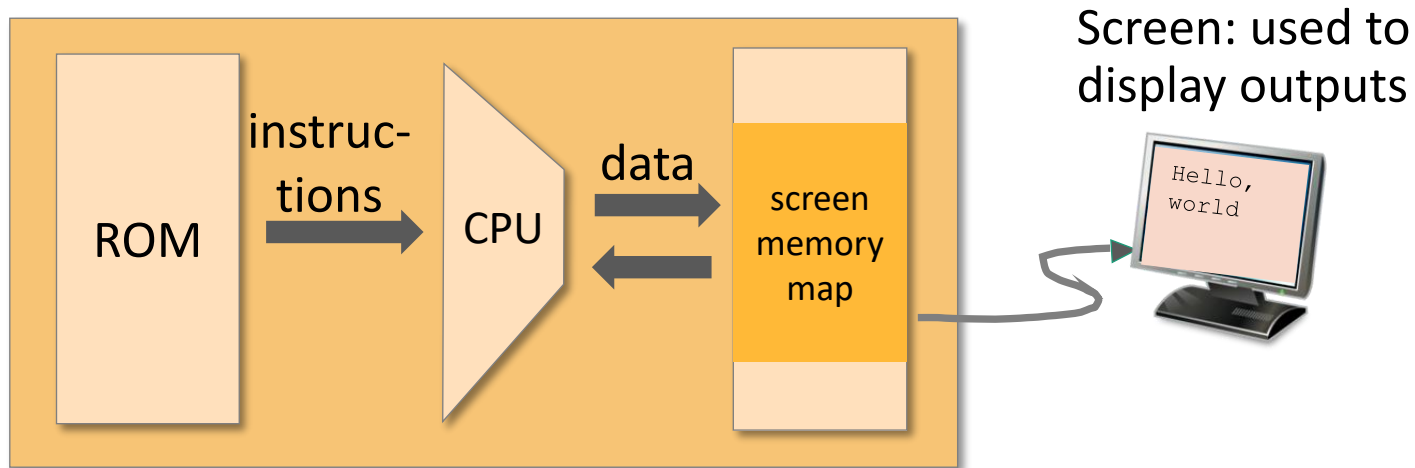 Screen: used to
display outputs
instruc-
tions
data
ROM
CPU
screen
memory
map
Hello,
world